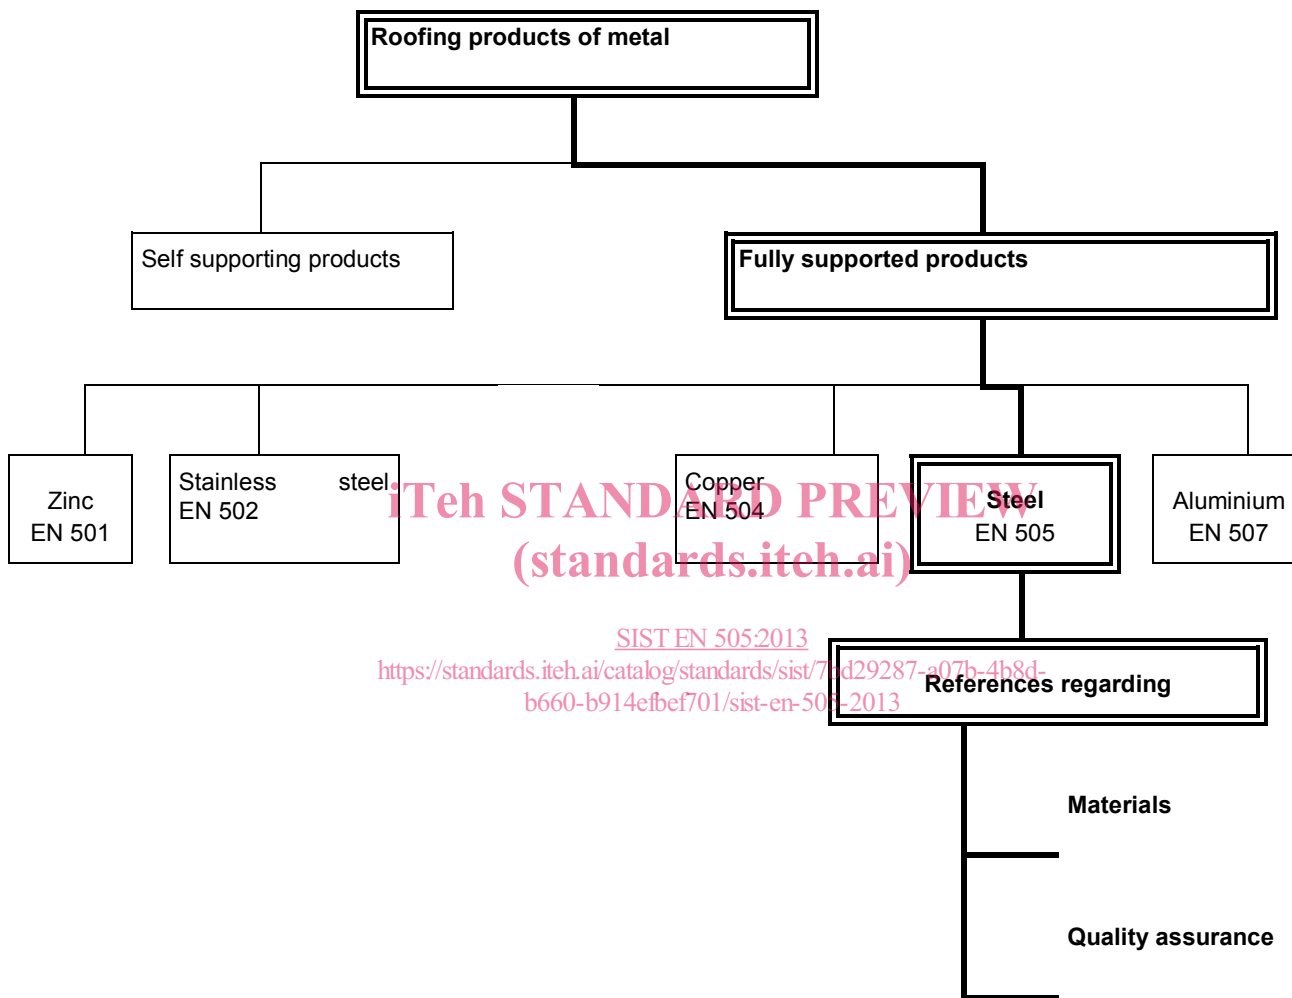 Roofing products of metal
Self supporting products
Fully supported products
Zinc
EN 501
Stainless steel
EN 502
Copper
EN 504
Steel
EN 505
Aluminium
EN 507
iTeh STANDARD PREVIEW
(standards.iteh.ai)
SIST EN 505:2013
https://standards.iteh.ai/catalog/standards/sist/7bd29287-a07b-4b8d-
b660-b914efbef701/sist-en-505-2013
References regarding
Materials
Quality assurance